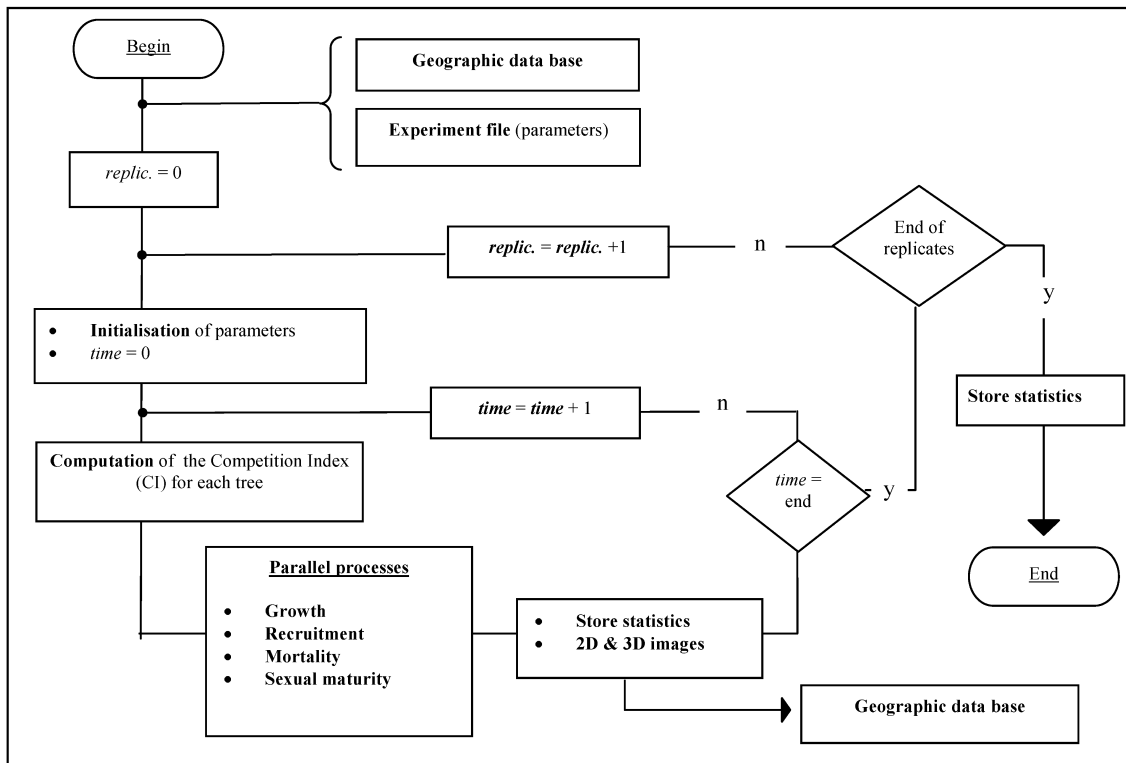 Begin
Geographic data base
Experiment file (parameters)
replic. = 0
replic. = replic. +1
n
End of
replicates
y
• Initialisation of parameters
• time = 0
time = time + 1
n
Store statistics
Computation of the Competition Index
(CI) for each tree
time =
end
y
Parallel processes
• Growth
• Recruitment
• Mortality
• Sexual maturity
• Store statistics
• 2D & 3D images
End
Geographic data base